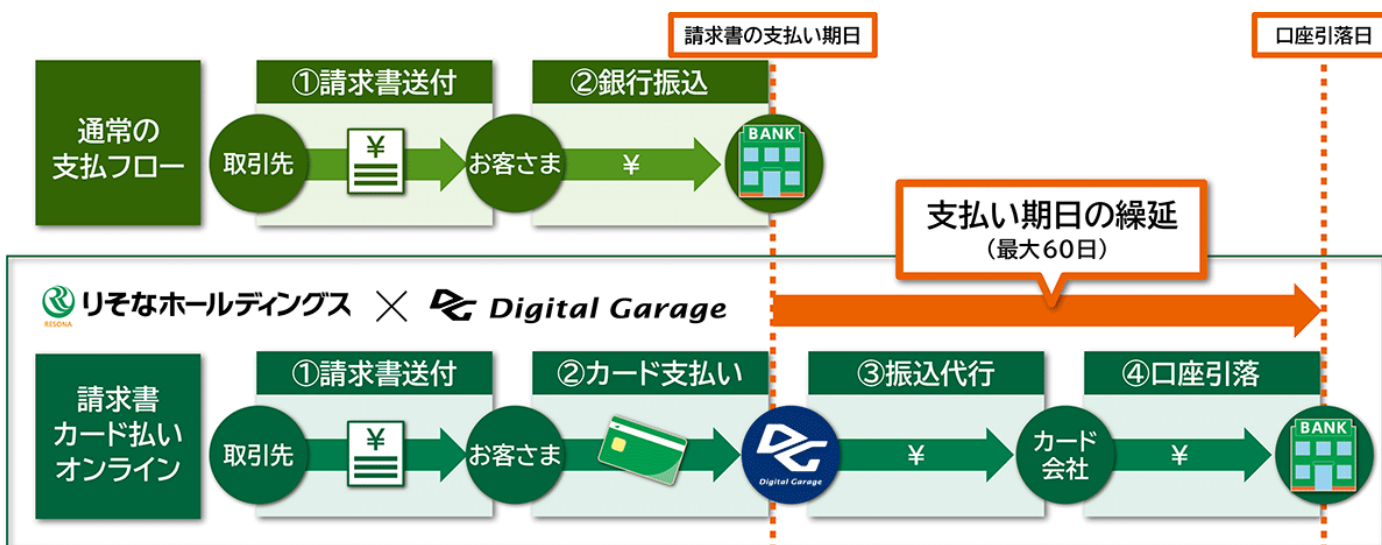 請求書の支払い期日
口座引落日
通常の
支払フロー
①請求書送付
②銀行振込
取引先
¥
お客さま
¥
BANK
支払い期日の繰延
(最大60日)
RESONA
りそなホールディングス × DG Digital Garage
請求書
カード払い
オンライン
①請求書送付
②カード支払い
③振込代行
④口座引落
取引先
¥
お客さま
DG
Digital Garage
¥
カード
会社
¥
BANK